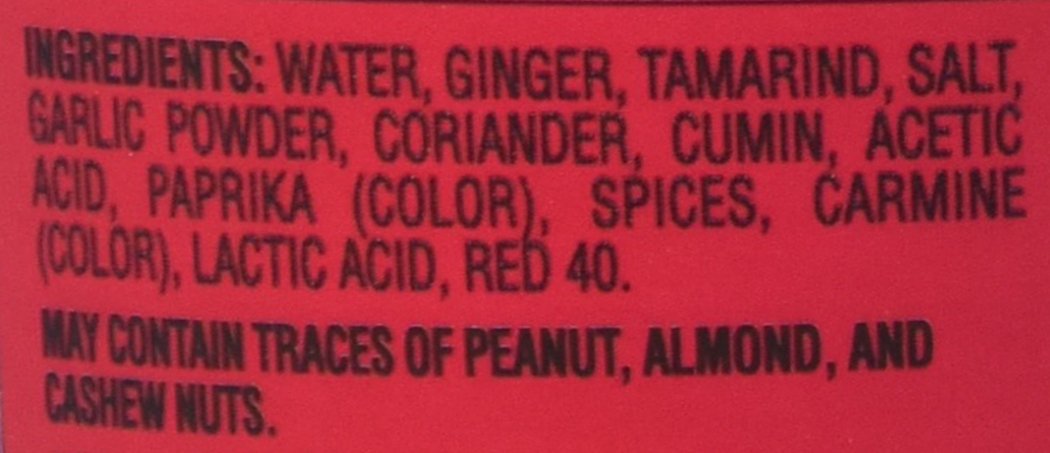 INGREDIENTS: WATER, GINGER, TAMARIND, SALT,
GARLIC POWDER, CORIANDER, CUMIN, ACETIC
ACID, PAPRIKA (COLOR), SPICES, CARMINE
(COLOR), LACTIC ACID, RED 40.
MAY CONTAIN TRACES OF PEANUT, ALMOND, AND
CASHEW NUTS.